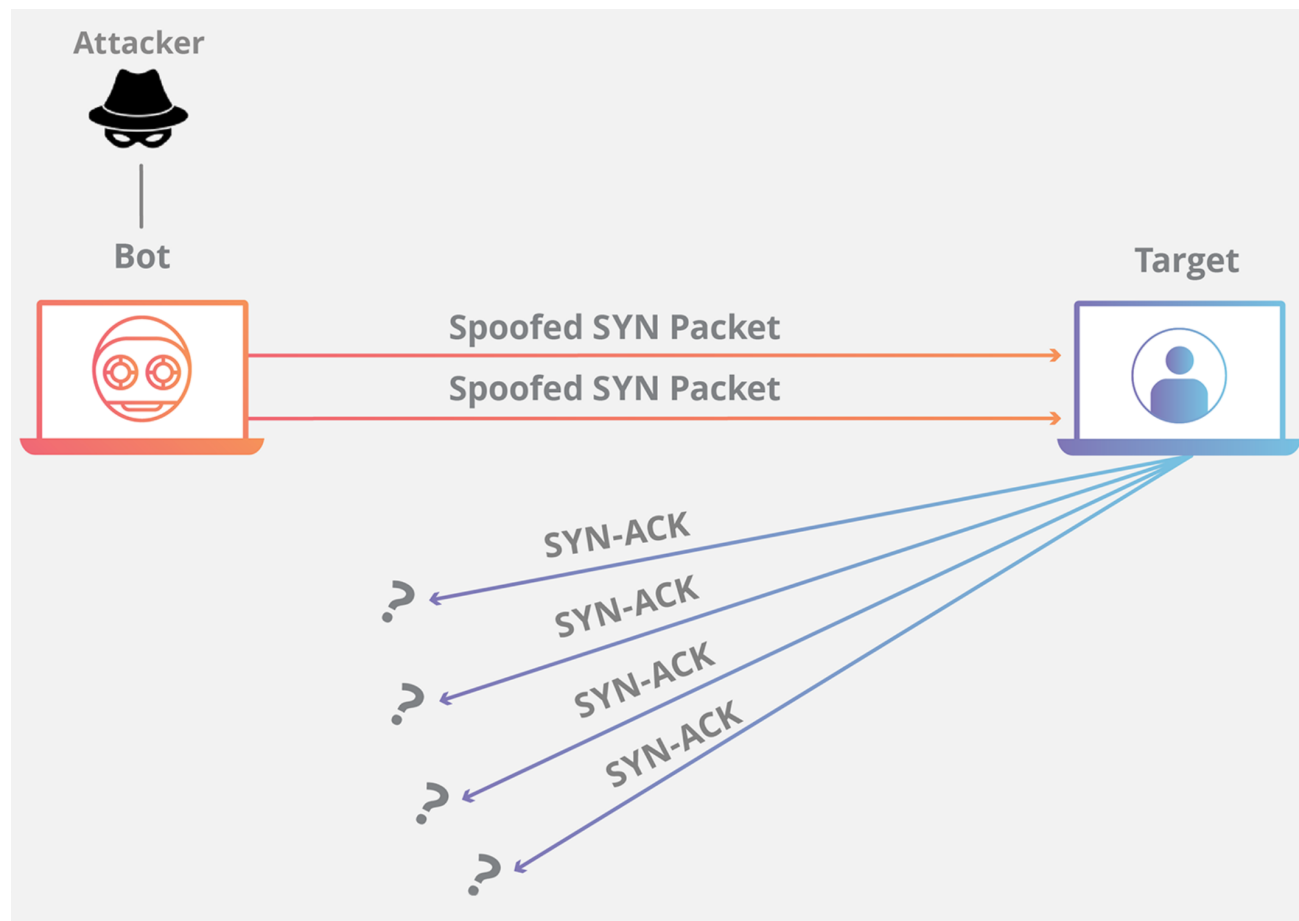 Attacker
Bot
Target
Spoofed SYN Packet
Spoofed SYN Packet
SYN-ACK
?
SYN-ACK
?
SYN-ACK
?
SYN-ACK
?